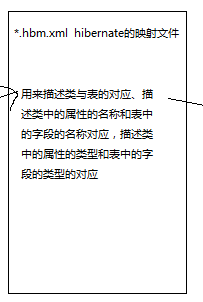 *.hbm.xml  hibernate的映射文件
用来描述类与表的对应、描
述类中的属性的名称和表中
的字段的名称对应，描述类
中的属性的类型和表中的字
段的类型的对应